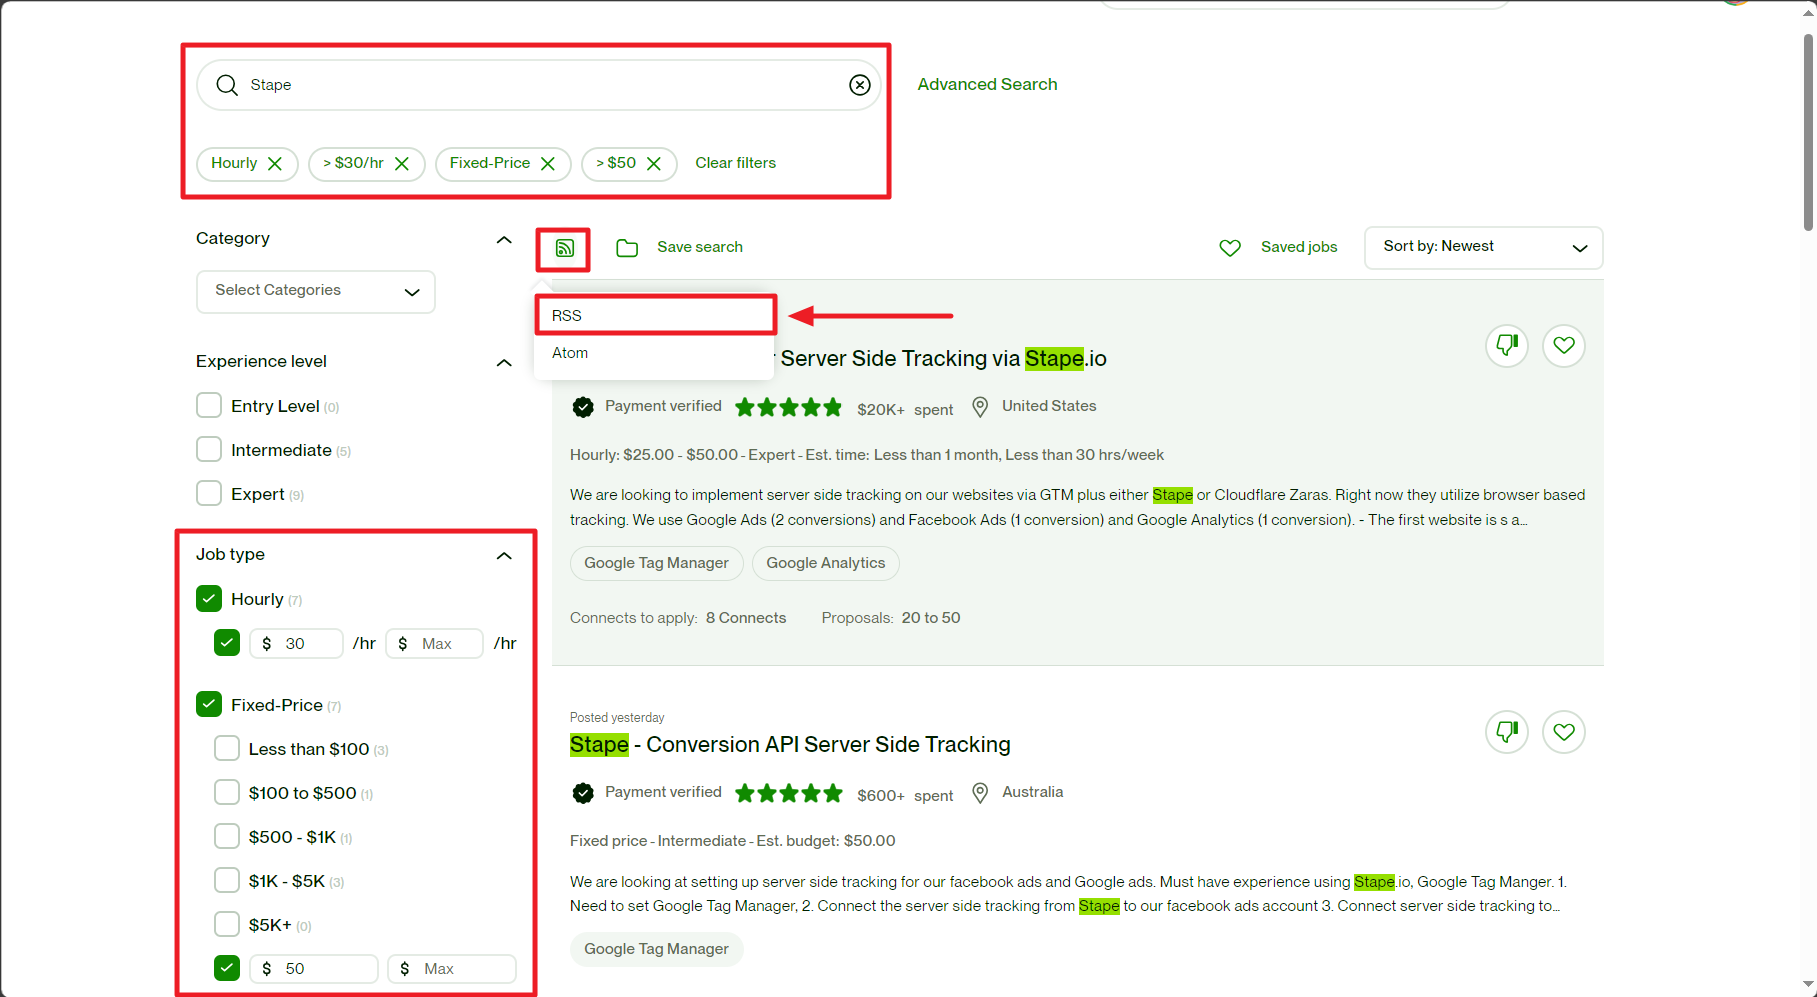 Stape
Advanced Search
Hourly
> $30/hr
Fixed-Price
> $50
Clear filters
Category
Select Categories
Experience level
Entry Level (0)
Intermediate (5)
Expert (9)
Job type
Hourly (7)
$ 30 /hr $ Max /hr
Fixed-Price (7)
Less than $100 (3)
$100 to $500 (1)
$500 - $1K (1)
$1K - $5K (3)
$5K+ (0)
$ 50 $ Max
Save search
Saved jobs
Sort by: Newest
RSS
Atom
Server Side Tracking via Stape.io
Payment verified $20K+ spent United States
Hourly: $25.00 - $50.00 - Expert - Est. time: Less than 1 month, Less than 30 hrs/week
We are looking to implement server side tracking on our websites via GTM plus either Stape or Cloudflare Zaras. Right now they utilize browser based
tracking. We use Google Ads (2 conversions) and Facebook Ads (1 conversion) and Google Analytics (1 conversion). - The first website is s a...
Google Tag Manager
Google Analytics
Connects to apply: 8 Connects Proposals: 20 to 50
Posted yesterday
Stape - Conversion API Server Side Tracking
Payment verified $600+ spent Australia
Fixed price - Intermediate - Est. budget: $50.00
We are looking at setting up server side tracking for our facebook ads and Google ads. Must have experience using Stape.io, Google Tag Manger. 1.
Need to set Google Tag Manager, 2. Connect the server side tracking from Stape to our facebook ads account 3. Connect server side tracking to...
Google Tag Manager